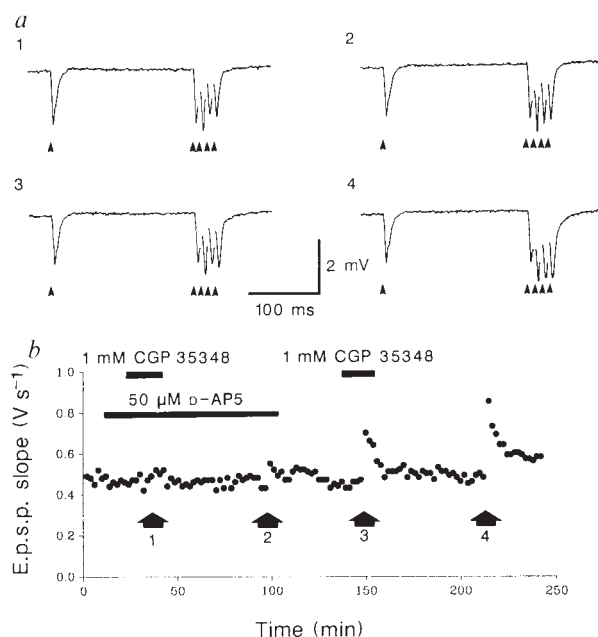 a
1
2
3
4
2 mV
100 ms
b
1 mM CGP 35348
1 mM CGP 35348
50 µM D-AP5
E.p.s.p. slope (V s⁻¹)
1.0
0.8
0.6
0.4
0.2
0.0
1
2
3
4
0
50
100
150
200
250
Time (min)